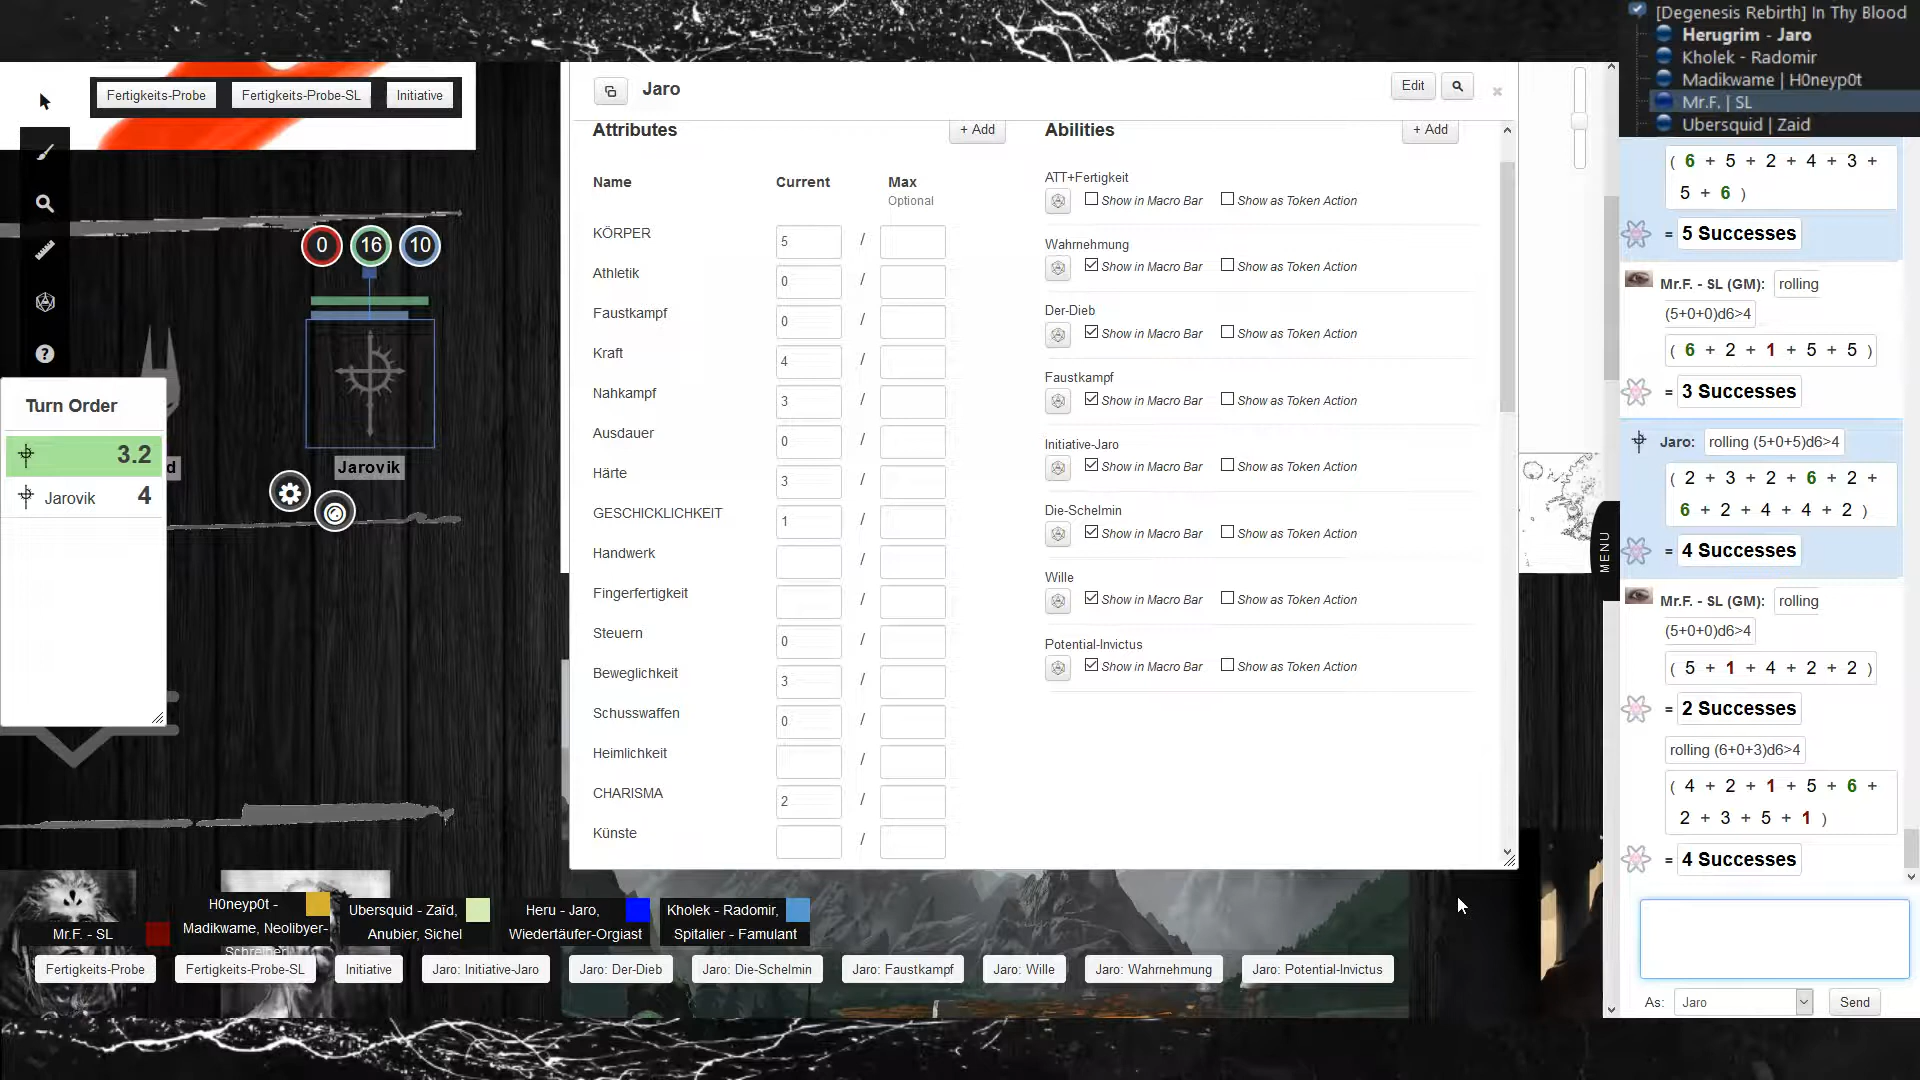 [Degenesis Rebirth] In Thy Blood
Herugrim - Jaro
Kholek - Radomir
Madikwame | H0neyp0t
Mr.F. | SL
Ubersquid | Zaid
Fertigkeits-Probe
Fertigkeits-Probe-SL
Initiative
0
16
10
Jarovik
d
Turn Order
3.2
Jarovik 4
Jaro
Edit
Attributes
+ Add
Name Current Max
Optional
KÖRPER 5 /
Athletik 0 /
Faustkampf 0 /
Kraft 4 /
Nahkampf 3 /
Ausdauer 0 /
Härte 3 /
GESCHICKLICHKEIT 1 /
Handwerk /
Fingerfertigkeit /
Steuern 0 /
Beweglichkeit 3 /
Schusswaffen 0 /
Heimlichkeit /
CHARISMA 2 /
Künste /
Abilities
+ Add
ATT+Fertigkeit
Show in Macro Bar Show as Token Action
Wahrnehmung
Show in Macro Bar Show as Token Action
Der-Dieb
Show in Macro Bar Show as Token Action
Faustkampf
Show in Macro Bar Show as Token Action
Initiative-Jaro
Show in Macro Bar Show as Token Action
Die-Schelmin
Show in Macro Bar Show as Token Action
Wille
Show in Macro Bar Show as Token Action
Potential-Invictus
Show in Macro Bar Show as Token Action
MENU
( 6 + 5 + 2 + 4 + 3 +
5 + 6 )
= 5 Successes
Mr.F. - SL (GM): rolling
(5+0+0)d6>4
( 6 + 2 + 1 + 5 + 5 )
= 3 Successes
Jaro: rolling (5+0+5)d6>4
( 2 + 3 + 2 + 6 + 2 +
6 + 2 + 4 + 4 + 2 )
= 4 Successes
Mr.F. - SL (GM): rolling
(5+0+0)d6>4
( 5 + 1 + 4 + 2 + 2 )
= 2 Successes
rolling (6+0+3)d6>4
( 4 + 2 + 1 + 5 + 6 +
2 + 3 + 5 + 1 )
= 4 Successes
As: Jaro Send
Mr.F. - SL
H0neyp0t -
Madikwame, Neolibyer-
Schreiber
Ubersquid - Zaïd,
Anubier, Sichel
Heru - Jaro,
Wiedertäufer-Orgiast
Kholek - Radomir,
Spitalier - Famulant
Fertigkeits-Probe
Fertigkeits-Probe-SL
Initiative
Jaro: Initiative-Jaro
Jaro: Der-Dieb
Jaro: Die-Schelmin
Jaro: Faustkampf
Jaro: Wille
Jaro: Wahrnehmung
Jaro: Potential-Invictus